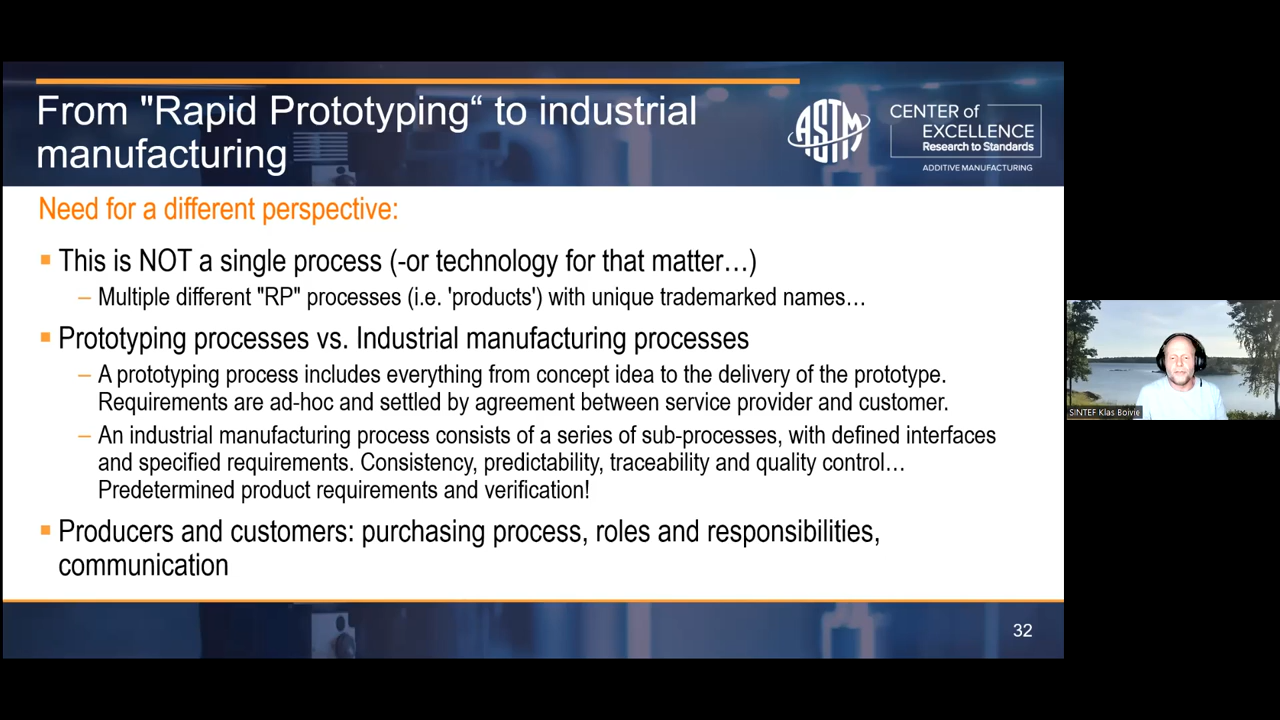 From "Rapid Prototyping“ to industrial
manufacturing
ASTM
CENTER of
EXCELLENCE
Research to Standards
ADDITIVE MANUFACTURING
Need for a different perspective:
This is NOT a single process (-or technology for that matter…)
– Multiple different "RP" processes (i.e. 'products') with unique trademarked names…
Prototyping processes vs. Industrial manufacturing processes
– A prototyping process includes everything from concept idea to the delivery of the prototype.
Requirements are ad-hoc and settled by agreement between service provider and customer.
– An industrial manufacturing process consists of a series of sub-processes, with defined interfaces
and specified requirements. Consistency, predictability, traceability and quality control…
Predetermined product requirements and verification!
Producers and customers: purchasing process, roles and responsibilities,
communication
32
SINTEF Klas Boivie